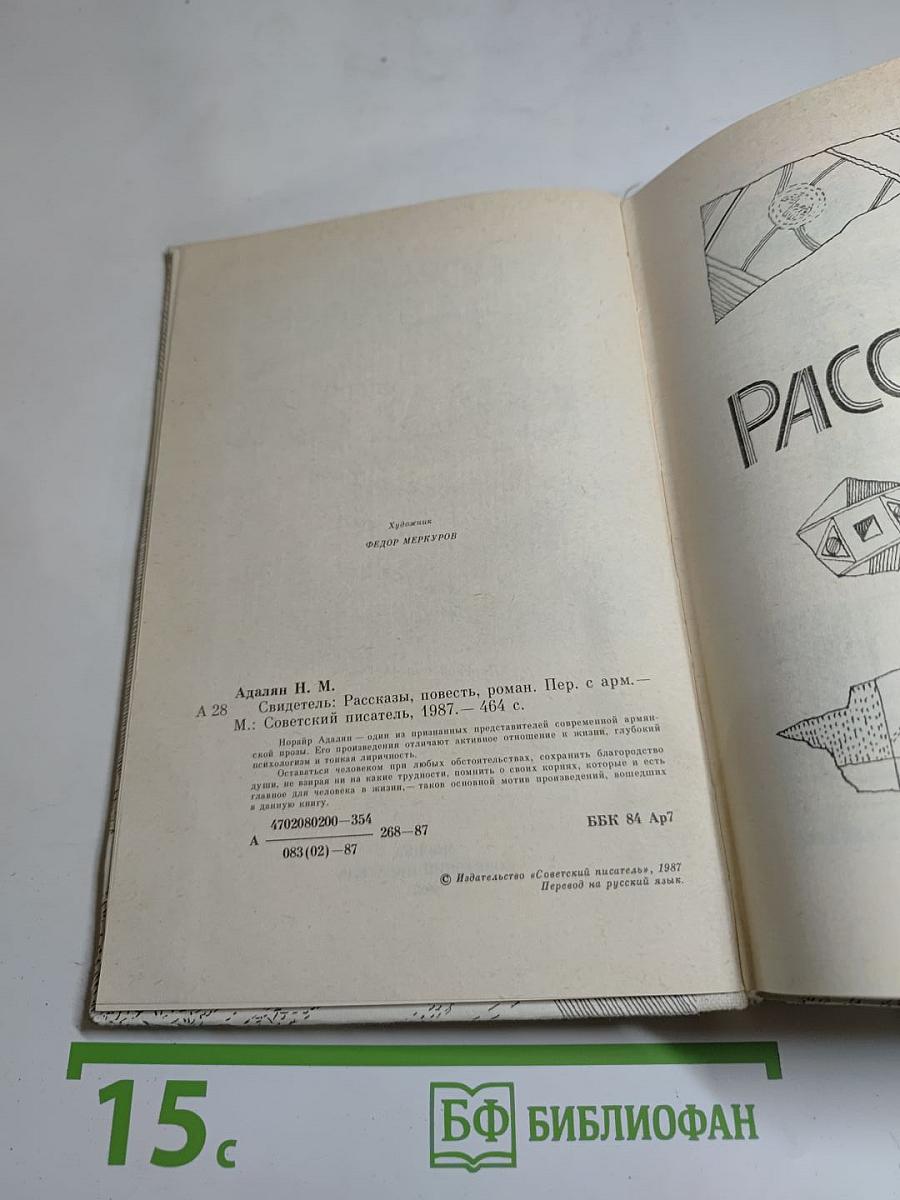 Художник
ФЕДОР МЕРКУРОВ
Адалян Н. М.
А 28 Свидетель: Рассказы, повесть, роман. Пер. с арм.—
М.: Советский писатель, 1987.— 464 с.
Норайр Адалян — один из признанных представителей современной армян-
ской прозы. Его произведения отличают активное отношение к жизни, глубокий
психологизм и тонкая лиричность.
Оставаться человеком при любых обстоятельствах, сохранить благородство
души, не взирая ни на какие трудности, помнить о своих корнях, которые и есть
главное для человека в жизни,— таков основной мотив произведений, вошедших
в данную книгу.
4702080200—354
А 268—87
083(02)—87
ББК 84 Ар7
© Издательство «Советский писатель», 1987
Перевод на русский язык.
РАСС
15 с
БФ БИБЛИОФАН